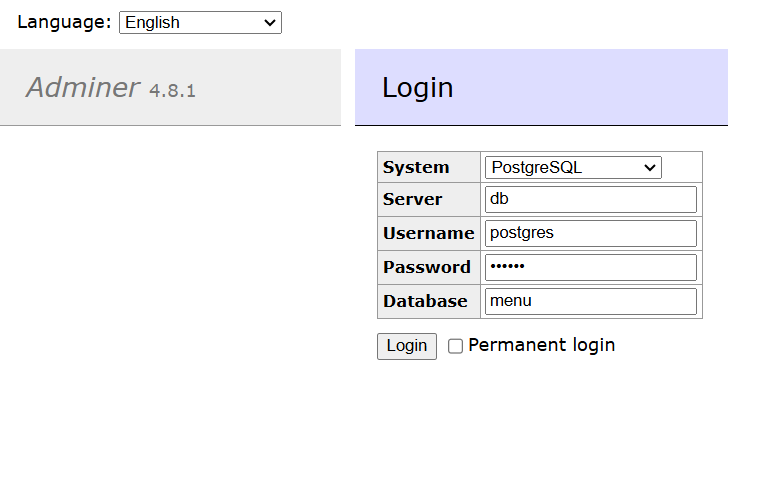 Language: English
Adminer 4.8.1
Login
System PostgreSQL
Server db
Username postgres
Password ••••••
Database menu
Login Permanent login